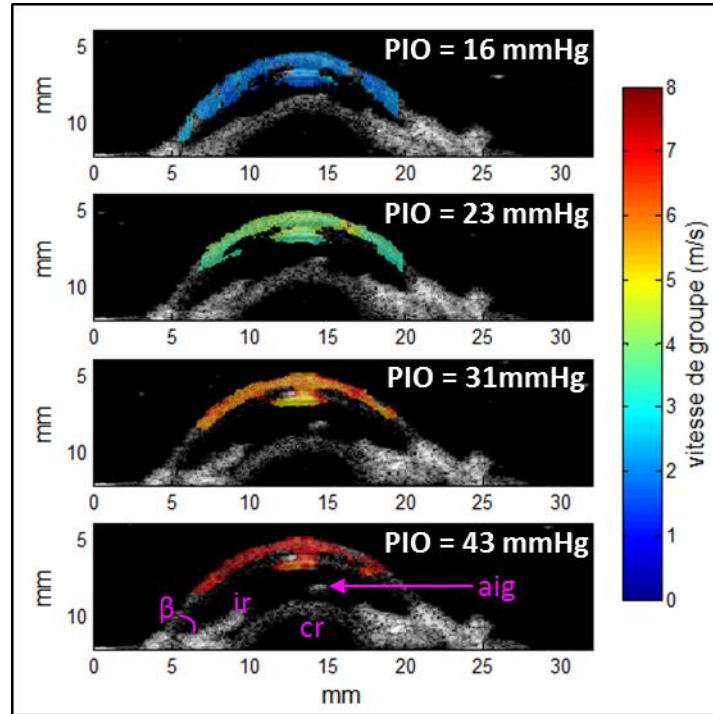 PIO = 16 mmHg
mm
5
10
0 5 10 15 20 25 30
PIO = 23 mmHg
mm
5
10
0 5 10 15 20 25 30
PIO = 31mmHg
mm
5
10
0 5 10 15 20 25 30
PIO = 43 mmHg
mm
5
10
β ir cr aig
0 5 10 15 20 25 30
mm
8
7
6
5
4
3
2
1
0
vitesse de groupe (m/s)